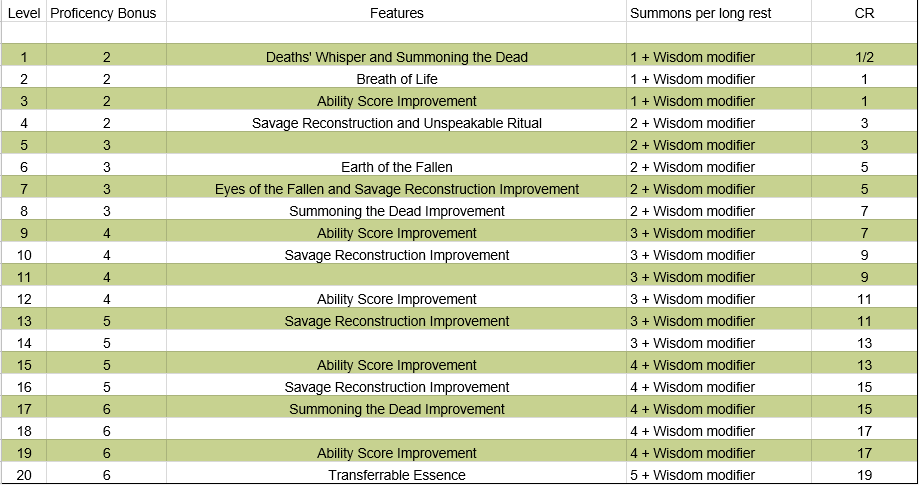 Level Proficency Bonus Features Summons per long rest CR
1 2 Deaths' Whisper and Summoning the Dead 1 + Wisdom modifier 1/2
2 2 Breath of Life 1 + Wisdom modifier 1
3 2 Ability Score Improvement 1 + Wisdom modifier 1
4 2 Savage Reconstruction and Unspeakable Ritual 2 + Wisdom modifier 3
5 3 2 + Wisdom modifier 3
6 3 Earth of the Fallen 2 + Wisdom modifier 5
7 3 Eyes of the Fallen and Savage Reconstruction Improvement 2 + Wisdom modifier 5
8 3 Summoning the Dead Improvement 2 + Wisdom modifier 7
9 4 Ability Score Improvement 3 + Wisdom modifier 7
10 4 Savage Reconstruction Improvement 3 + Wisdom modifier 9
11 4 3 + Wisdom modifier 9
12 4 Ability Score Improvement 3 + Wisdom modifier 11
13 5 Savage Reconstruction Improvement 3 + Wisdom modifier 11
14 5 3 + Wisdom modifier 13
15 5 Ability Score Improvement 4 + Wisdom modifier 13
16 5 Savage Reconstruction Improvement 4 + Wisdom modifier 15
17 6 Summoning the Dead Improvement 4 + Wisdom modifier 15
18 6 4 + Wisdom modifier 17
19 6 Ability Score Improvement 4 + Wisdom modifier 17
20 6 Transferrable Essence 5 + Wisdom modifier 19